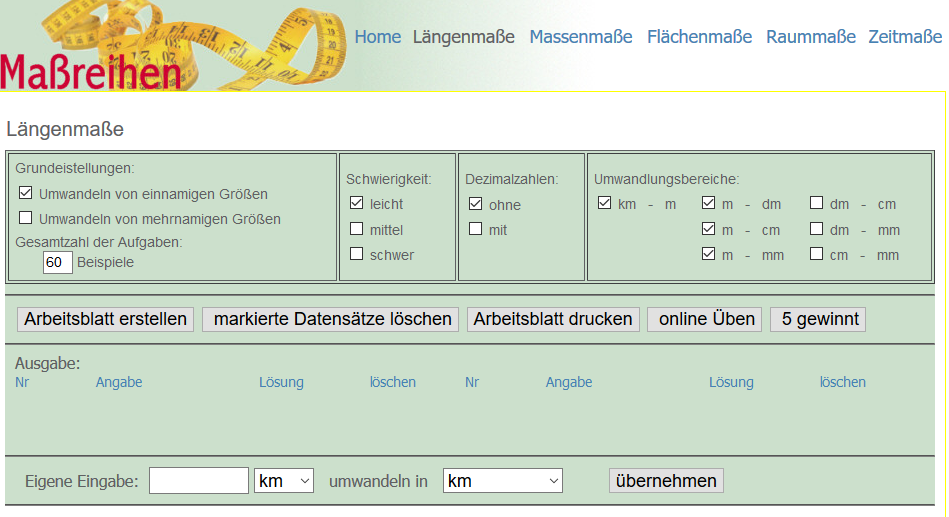 Home Längenmaße Massenmaße Flächenmaße Raummaße Zeitmaße
Maßreihen
Längenmaße
Grundeistellungen:
Umwandeln von einnamigen Größen
Umwandeln von mehrnamigen Größen
Gesamtzahl der Aufgaben:
60 Beispiele
Schwierigkeit:
leicht
mittel
schwer
Dezimalzahlen:
ohne
mit
Umwandlungsbereiche:
km - m m - dm dm - cm
m - cm dm - mm
m - mm cm - mm
Arbeitsblatt erstellen markierte Datensätze löschen Arbeitsblatt drucken online Üben 5 gewinnt
Ausgabe:
Nr Angabe Lösung löschen Nr Angabe Lösung löschen
Eigene Eingabe: km umwandeln in km übernehmen